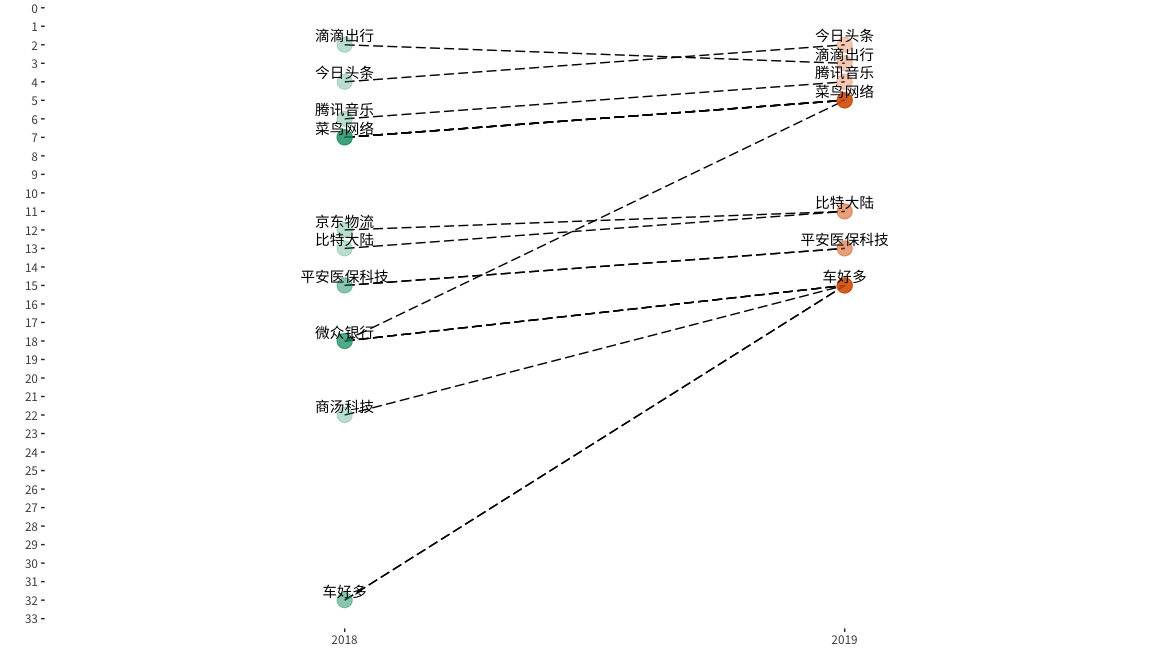 0
1
2
3
4
5
6
7
8
9
10
11
12
13
14
15
16
17
18
19
20
21
22
23
24
25
26
27
28
29
30
31
32
33
滴滴出行
今日头条
腾讯音乐
菜鸟网络
京东物流
比特大陆
平安医保科技
微众银行
商汤科技
车好多
今日头条
滴滴出行
腾讯音乐
菜鸟网络
比特大陆
平安医保科技
车好多
2018
2019